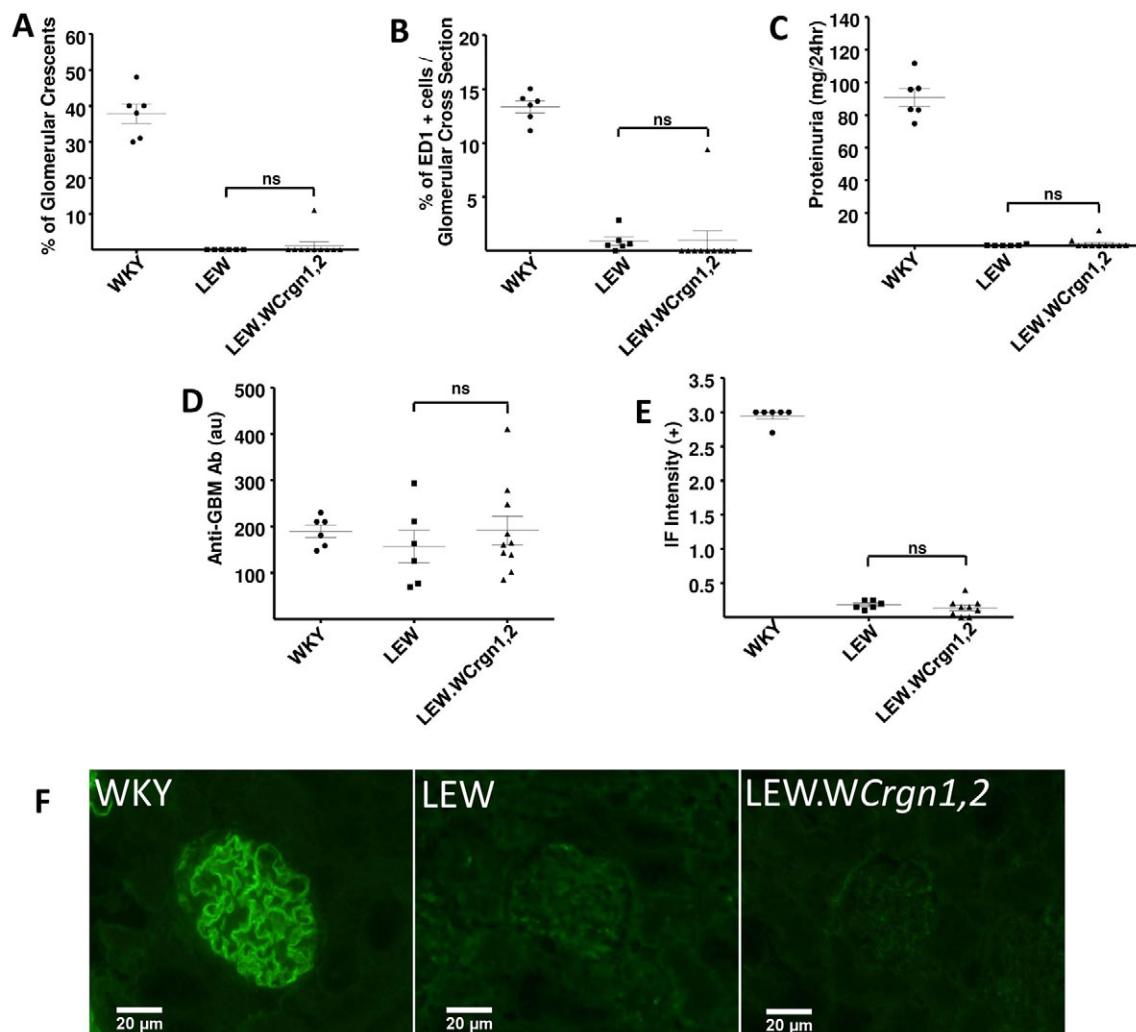 A
% of Glomerular Crescents
60
50
40
30
20
10
ns
WKY
LEW
LEW.WCrgn1,2
B
% of ED1 + cells /
Glomerular Cross Section
15
10
5
ns
WKY
LEW
LEW.WCrgn1,2
C
Proteinuria (mg/24hr)
140
120
100
80
60
40
20
ns
WKY
LEW
LEW.WCrgn1,2
D
Anti-GBM Ab (au)
500
400
300
200
100
ns
WKY
LEW
LEW.WCrgn1,2
E
IF Intensity (+)
3.5
3.0
2.5
2.0
1.5
1.0
0.5
ns
WKY
LEW
LEW.WCrgn1,2
F
WKY
20 µm
LEW
20 µm
LEW.WCrgn1,2
20 µm